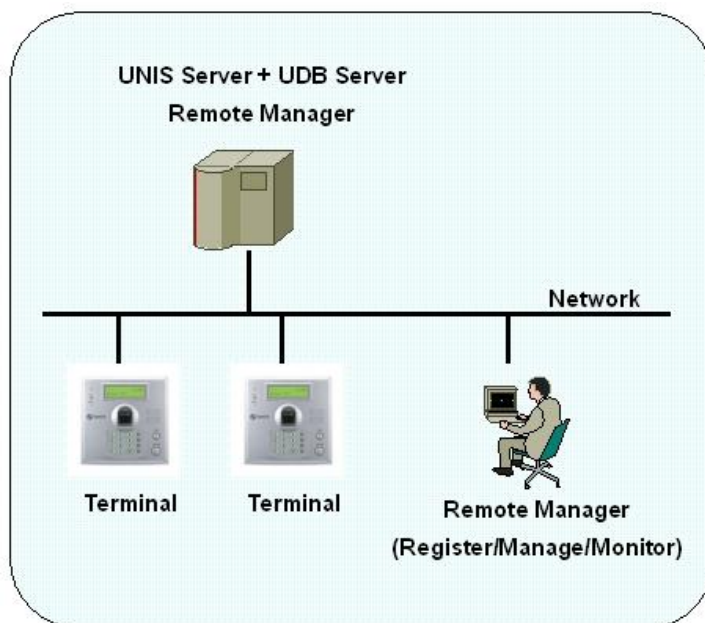 UNIS Server + UDB Server
Remote Manager
Network
Terminal
Terminal
Remote Manager
(Register/Manage/Monitor)